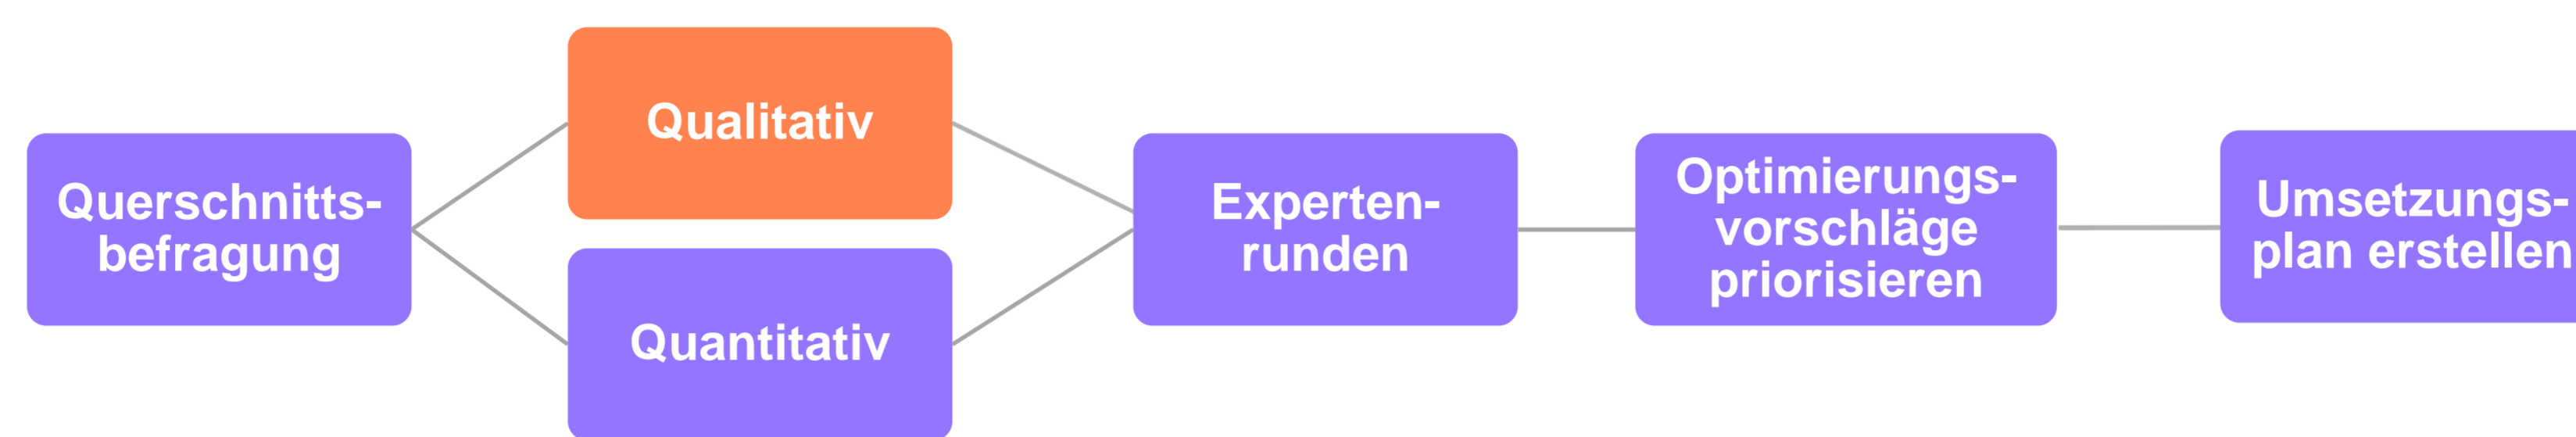 Querschnitts-
befragung
Qualitativ
Quantitativ
Experten-
runden
Optimierungs-
vorschläge
priorisieren
Umsetzungs-
plan erstellen